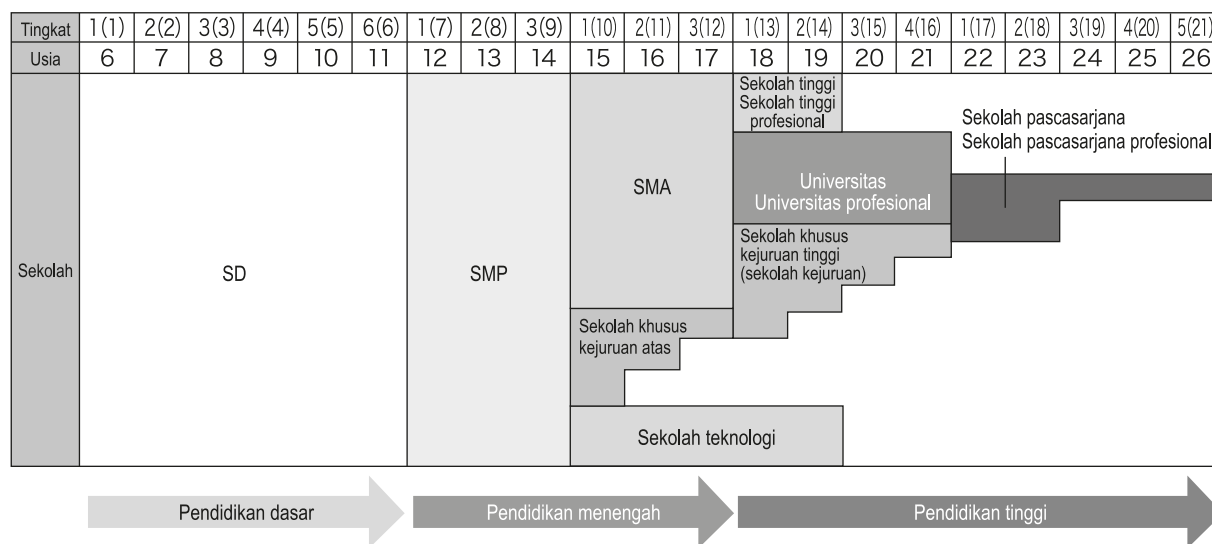 Tingkat 1(1) 2(2) 3(3) 4(4) 5(5) 6(6) 1(7) 2(8) 3(9) 1(10) 2(11) 3(12) 1(13) 2(14) 3(15) 4(16) 1(17) 2(18) 3(19) 4(20) 5(21)
Usia 6 7 8 9 10 11 12 13 14 15 16 17 18 19 20 21 22 23 24 25 26
Sekolah
SD
SMP
SMA
Sekolah khusus
kejuruan atas
Sekolah teknologi
Sekolah tinggi
Sekolah tinggi
profesional
Universitas
Universitas profesional
Sekolah khusus
kejuruan tinggi
(sekolah kejuruan)
Sekolah pascasarjana
Sekolah pascasarjana profesional
Pendidikan dasar
Pendidikan menengah
Pendidikan tinggi